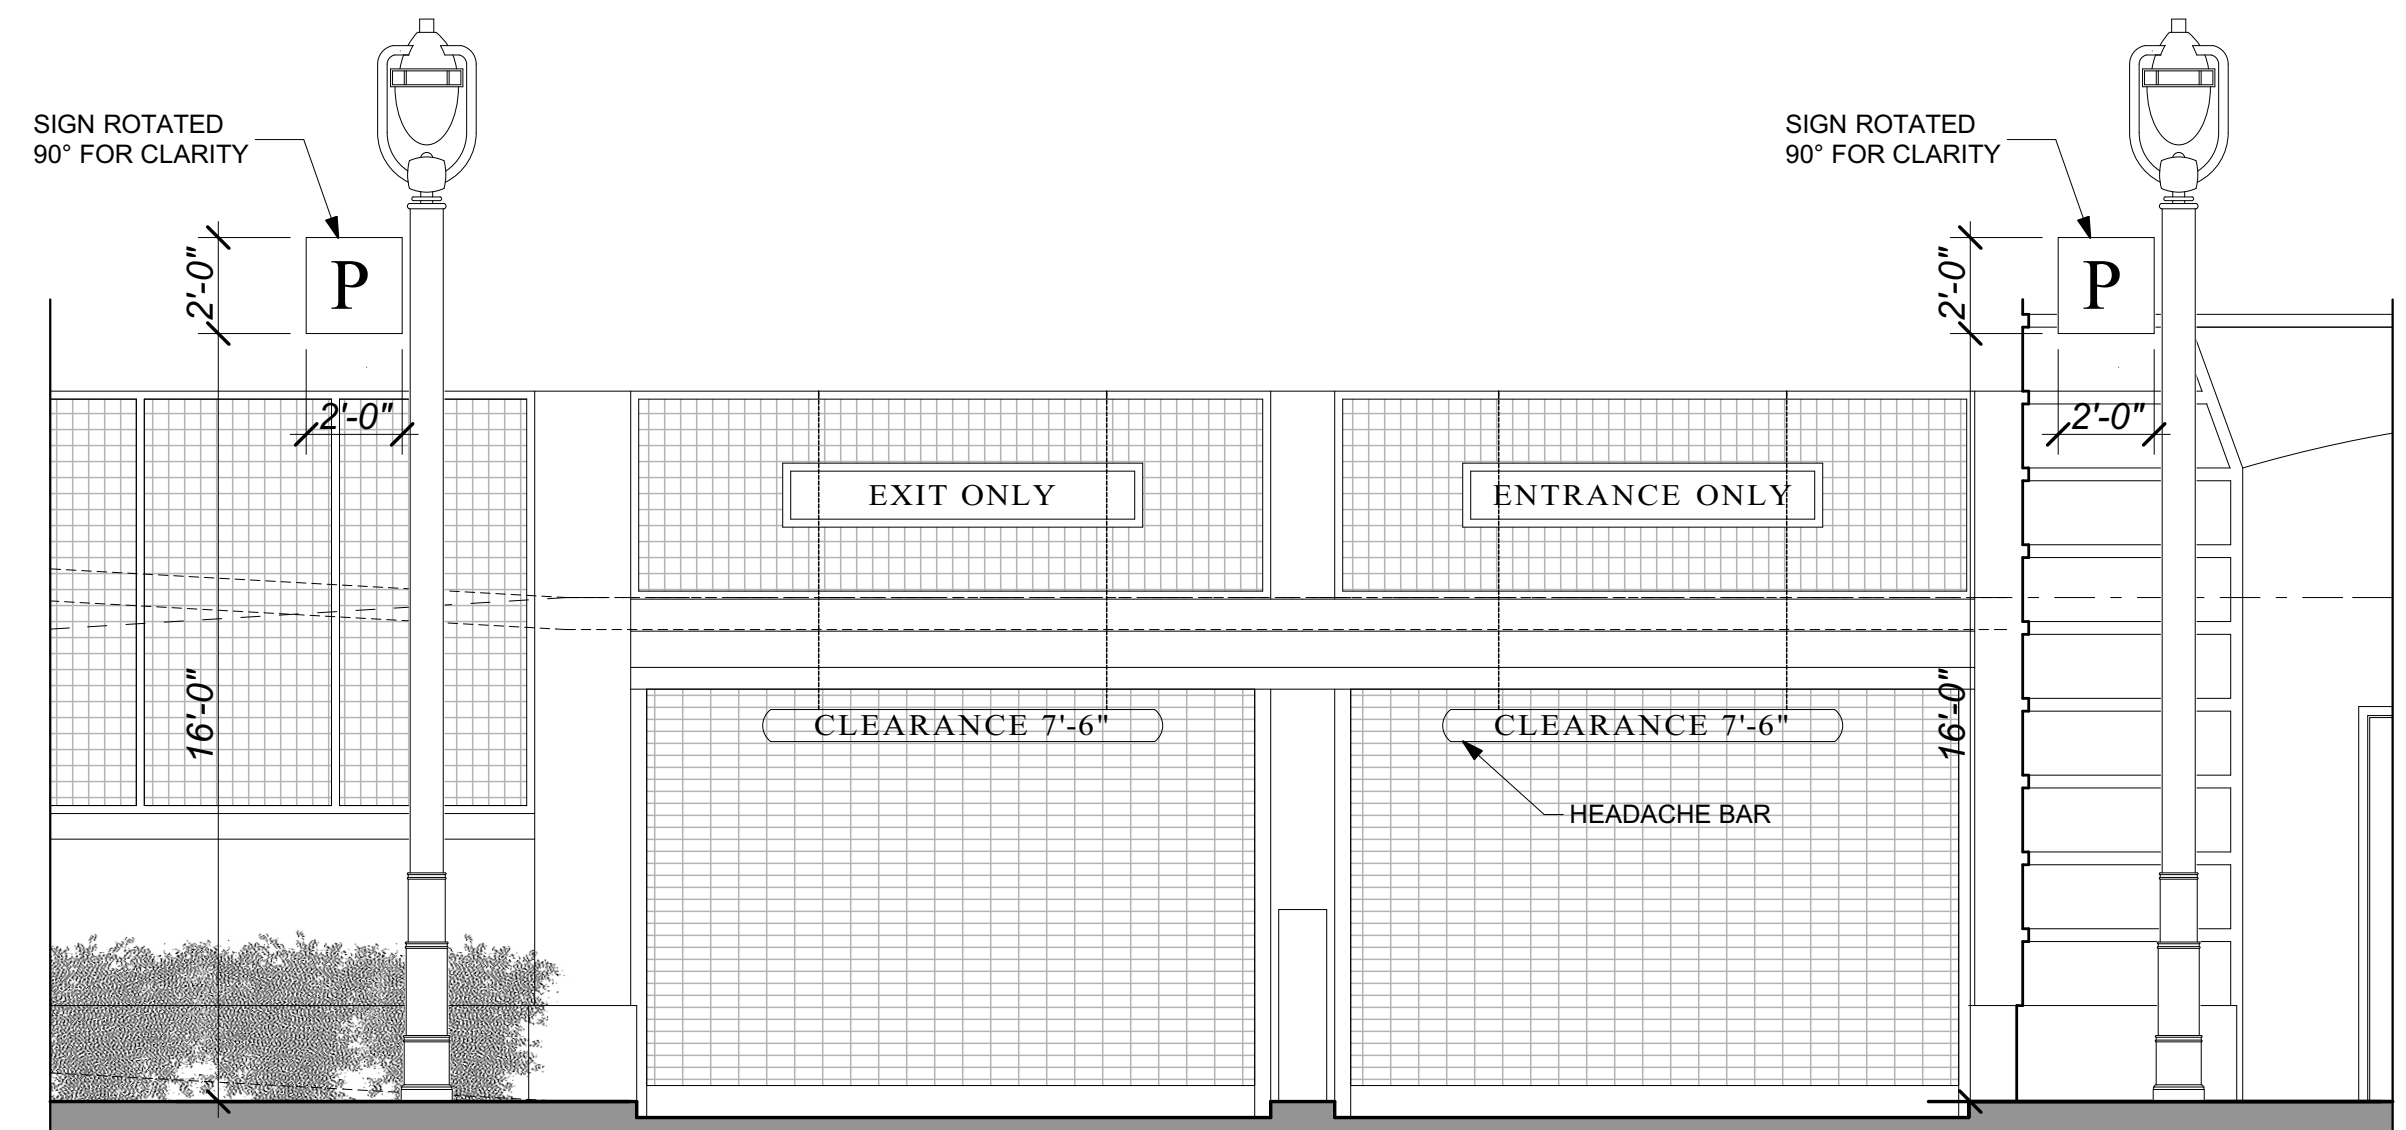 SIGN ROTATED
90° FOR CLARITY
SIGN ROTATED
90° FOR CLARITY
2'-0"
P
2'-0"
P
2'-0"
2'-0"
EXIT ONLY
ENTRANCE ONLY
16'-0"
CLEARANCE 7'-6"
CLEARANCE 7'-6"
16'-0"
HEADACHE BAR